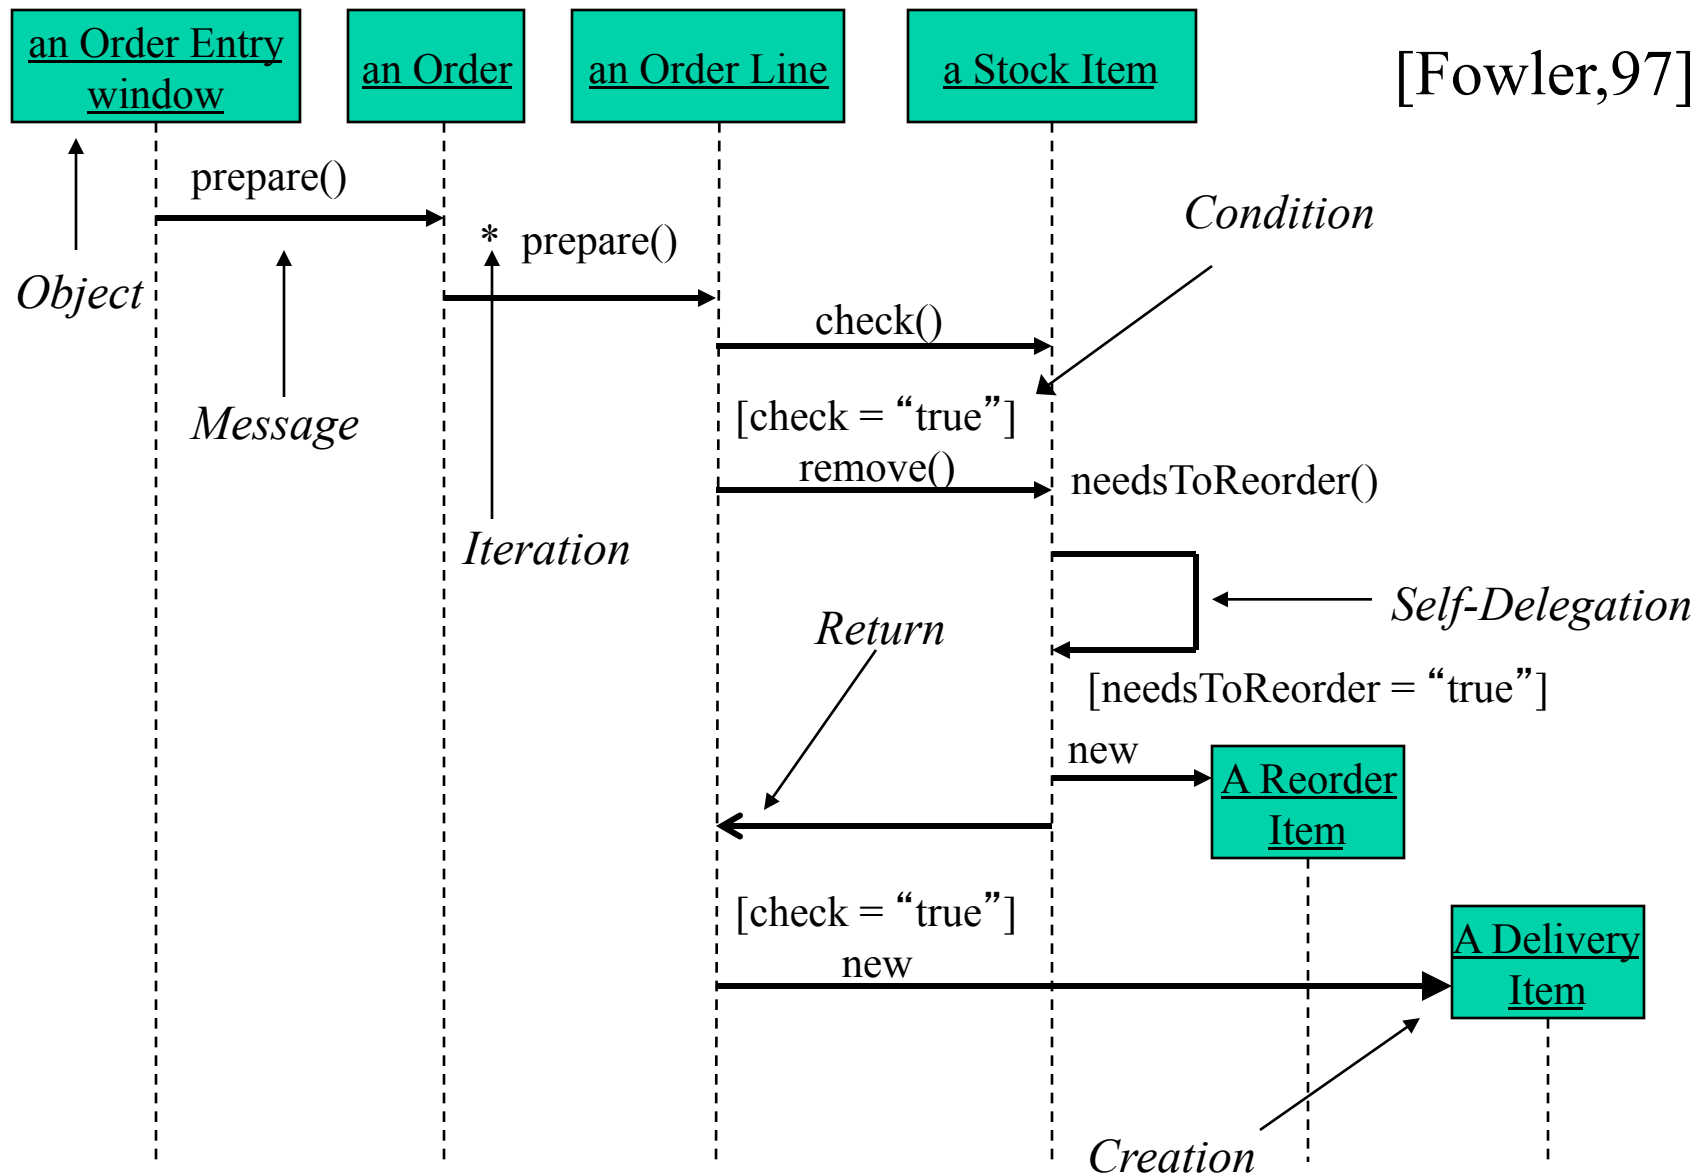 an Order Entry
window
an Order
an Order Line
a Stock Item
[Fowler,97]
prepare()
Condition
* prepare()
Object
check()
Message
[check = “true”]
remove()
needsToReorder()
Iteration
Self-Delegation
Return
[needsToReorder = “true”]
new
A Reorder
Item
[check = “true”]
new
A Delivery
Item
Creation